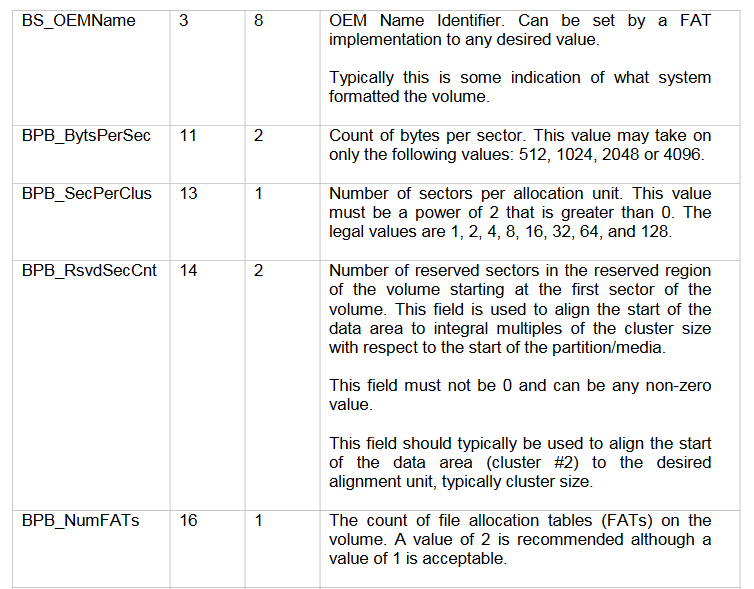 BS_OEMName 3 8 OEM Name Identifier. Can be set by a FAT
implementation to any desired value.
Typically this is some indication of what system
formatted the volume.
BPB_BytsPerSec 11 2 Count of bytes per sector. This value may take on
only the following values: 512, 1024, 2048 or 4096.
BPB_SecPerClus 13 1 Number of sectors per allocation unit. This value
must be a power of 2 that is greater than 0. The
legal values are 1, 2, 4, 8, 16, 32, 64, and 128.
BPB_RsvdSecCnt 14 2 Number of reserved sectors in the reserved region
of the volume starting at the first sector of the
volume. This field is used to align the start of the
data area to integral multiples of the cluster size
with respect to the start of the partition/media.
This field must not be 0 and can be any non-zero
value.
This field should typically be used to align the start
of the data area (cluster #2) to the desired
alignment unit, typically cluster size.
BPB_NumFATs 16 1 The count of file allocation tables (FATs) on the
volume. A value of 2 is recommended although a
value of 1 is acceptable.